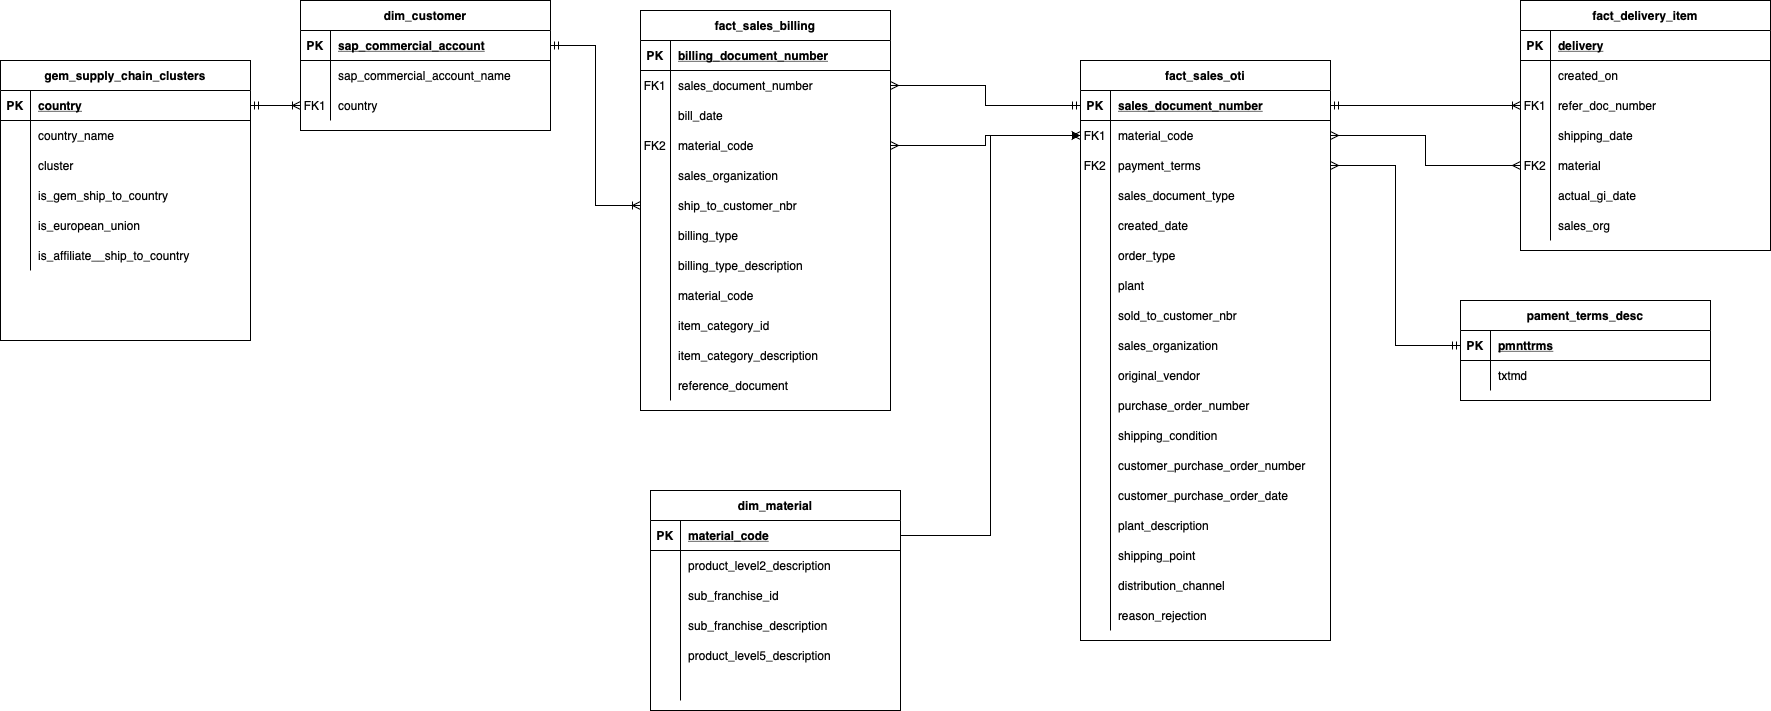 gem_supply_chain_clusters
PK country
country_name
cluster
is_gem_ship_to_country
is_european_union
is_affiliate__ship_to_country
dim_customer
PK sap_commercial_account
sap_commercial_account_name
FK1 country
fact_sales_billing
PK billing_document_number
FK1 sales_document_number
bill_date
FK2 material_code
sales_organization
ship_to_customer_nbr
billing_type
billing_type_description
material_code
item_category_id
item_category_description
reference_document
dim_material
PK material_code
product_level2_description
sub_franchise_id
sub_franchise_description
product_level5_description
fact_sales_oti
PK sales_document_number
FK1 material_code
FK2 payment_terms
sales_document_type
created_date
order_type
plant
sold_to_customer_nbr
sales_organization
original_vendor
purchase_order_number
shipping_condition
customer_purchase_order_number
customer_purchase_order_date
plant_description
shipping_point
distribution_channel
reason_rejection
fact_delivery_item
PK delivery
created_on
FK1 refer_doc_number
shipping_date
FK2 material
actual_gi_date
sales_org
pament_terms_desc
PK pmnttrms
txtmd